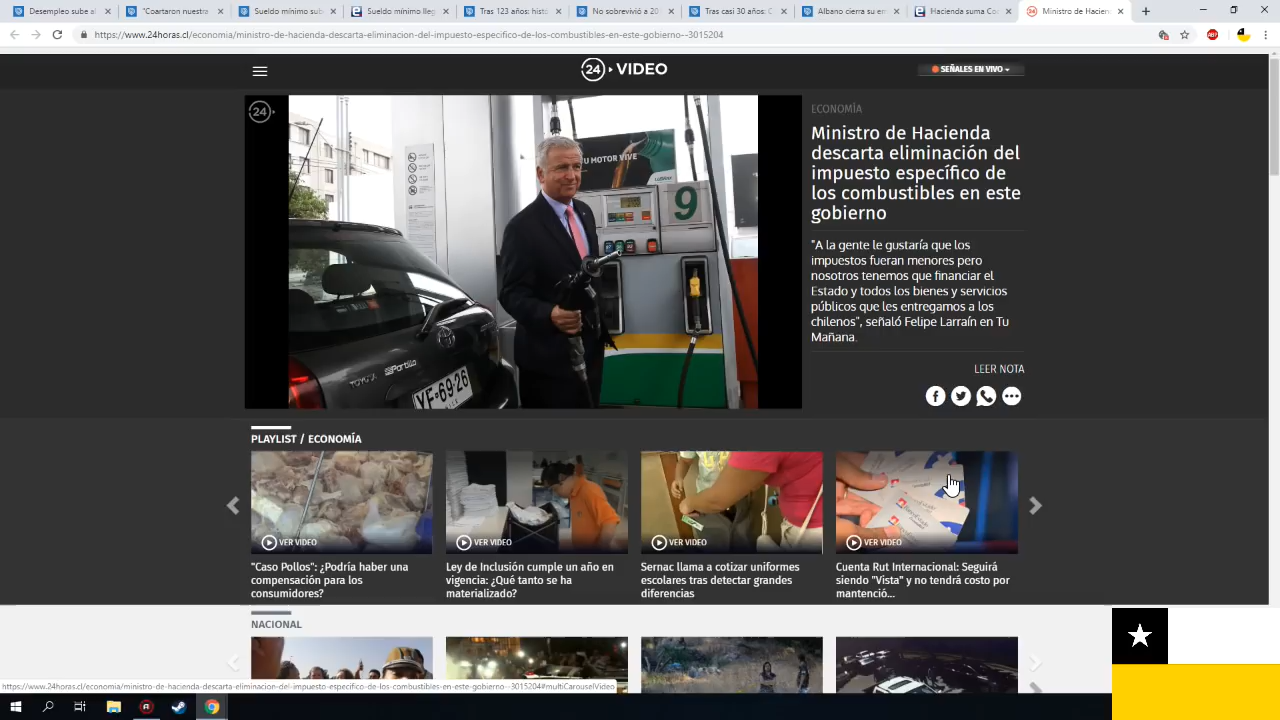 Desempleo sube al
"Coartaron nuestra
Sueldo mínimo sub
Sueldo mínimo lleg
Tras 123 años: histó
No sobrevivió a 20
Tras casi 30 años: C
Albano cierra su em
Hacienda suma Coo
Ministro de Hacien
https://www.24horas.cl/economia/ministro-de-hacienda-descarta-eliminacion-del-impuesto-especifico-de-los-combustibles-en-este-gobierno--3015204
ABP
24 VIDEO
SEÑALES EN VIVO
24
TU MOTOR VIVE
9
TOYOTA
Portillo
YF·69·26
ECONOMÍA
Ministro de Hacienda
descarta eliminación del
impuesto específico de
los combustibles en este
gobierno
"A la gente le gustaría que los
impuestos fueran menores pero
nosotros tenemos que financiar el
Estado y todos los bienes y servicios
públicos que les entregamos a los
chilenos", señaló Felipe Larraín en Tu
Mañana.
LEER NOTA
PLAYLIST / ECONOMÍA
VER VIDEO
VER VIDEO
VER VIDEO
VER VIDEO
"Caso Pollos": ¿Podría haber una
compensación para los
consumidores?
Ley de Inclusión cumple un año en
vigencia: ¿Qué tanto se ha
materializado?
Sernac llama a cotizar uniformes
escolares tras detectar grandes
diferencias
Cuenta Rut Internacional: Seguirá
siendo "Vista" y no tendrá costo por
mantenció...
NACIONAL
https://www.24horas.cl/economia/ministro-de-hacienda-descarta-eliminacion-del-impuesto-especifico-de-los-combustibles-en-este-gobierno--3015204#multiCarouselVideo